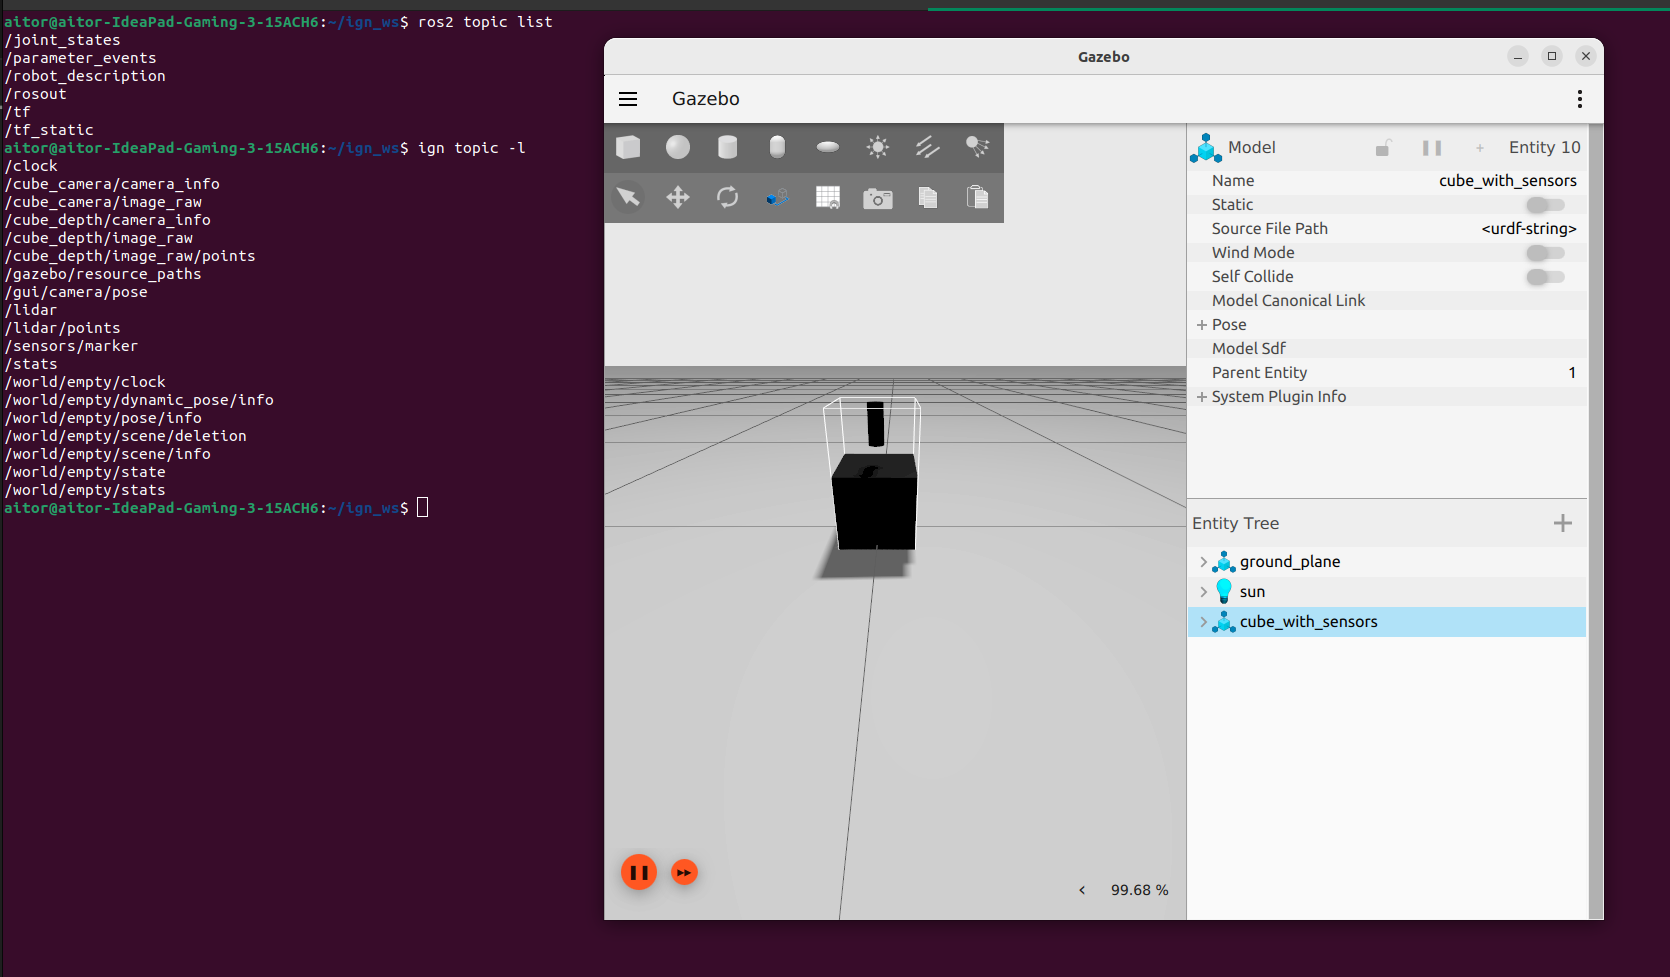 aitor@aitor-IdeaPad-Gaming-3-15ACH6:~/ign_ws$ ros2 topic list
/joint_states
/parameter_events
/robot_description
/rosout
/tf
/tf_static
aitor@aitor-IdeaPad-Gaming-3-15ACH6:~/ign_ws$ ign topic -l
/clock
/cube_camera/camera_info
/cube_camera/image_raw
/cube_depth/camera_info
/cube_depth/image_raw
/cube_depth/image_raw/points
/gazebo/resource_paths
/gui/camera/pose
/lidar
/lidar/points
/sensors/marker
/stats
/world/empty/clock
/world/empty/dynamic_pose/info
/world/empty/pose/info
/world/empty/scene/deletion
/world/empty/scene/info
/world/empty/state
/world/empty/stats
aitor@aitor-IdeaPad-Gaming-3-15ACH6:~/ign_ws$
Gazebo
Gazebo
Model Entity 10
Name cube_with_sensors
Static
Source File Path <urdf-string>
Wind Mode
Self Collide
Model Canonical Link
+ Pose
Model Sdf
Parent Entity 1
+ System Plugin Info
Entity Tree
ground_plane
sun
cube_with_sensors
< 99.68 %